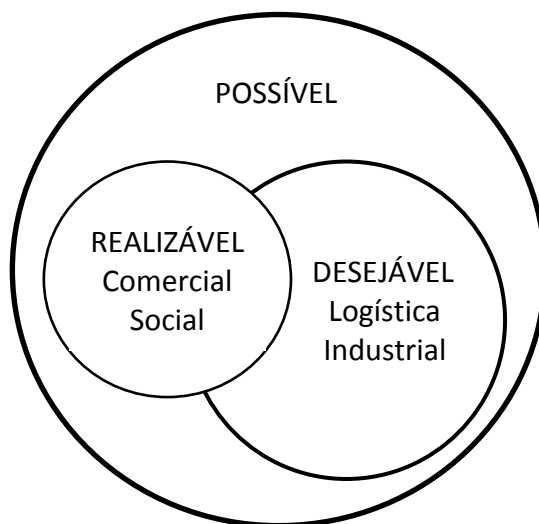 POSSÍVEL
REALIZÁVEL
Comercial
Social
DESEJÁVEL
Logística
Industrial